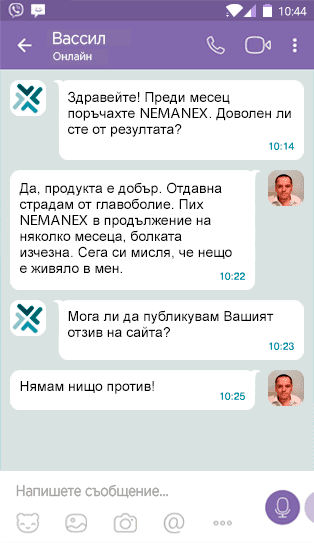 10:44
Вассил
Онлайн
Здравейте! Преди месец
поръчахте NEMANEX. Доволен ли
сте от резултата?
10:14
Да, продукта е добър. Отдавна
страдам от главоболие. Пих
NEMANEX в продължение на
няколко месеца, болката
изчезна. Сега си мисля, че нещо
е живяло в мен.
10:22
Мога ли да публикувам Вашият
отзив на сайта?
10:23
Нямам нищо против!
10:25
Напишете съобщение...